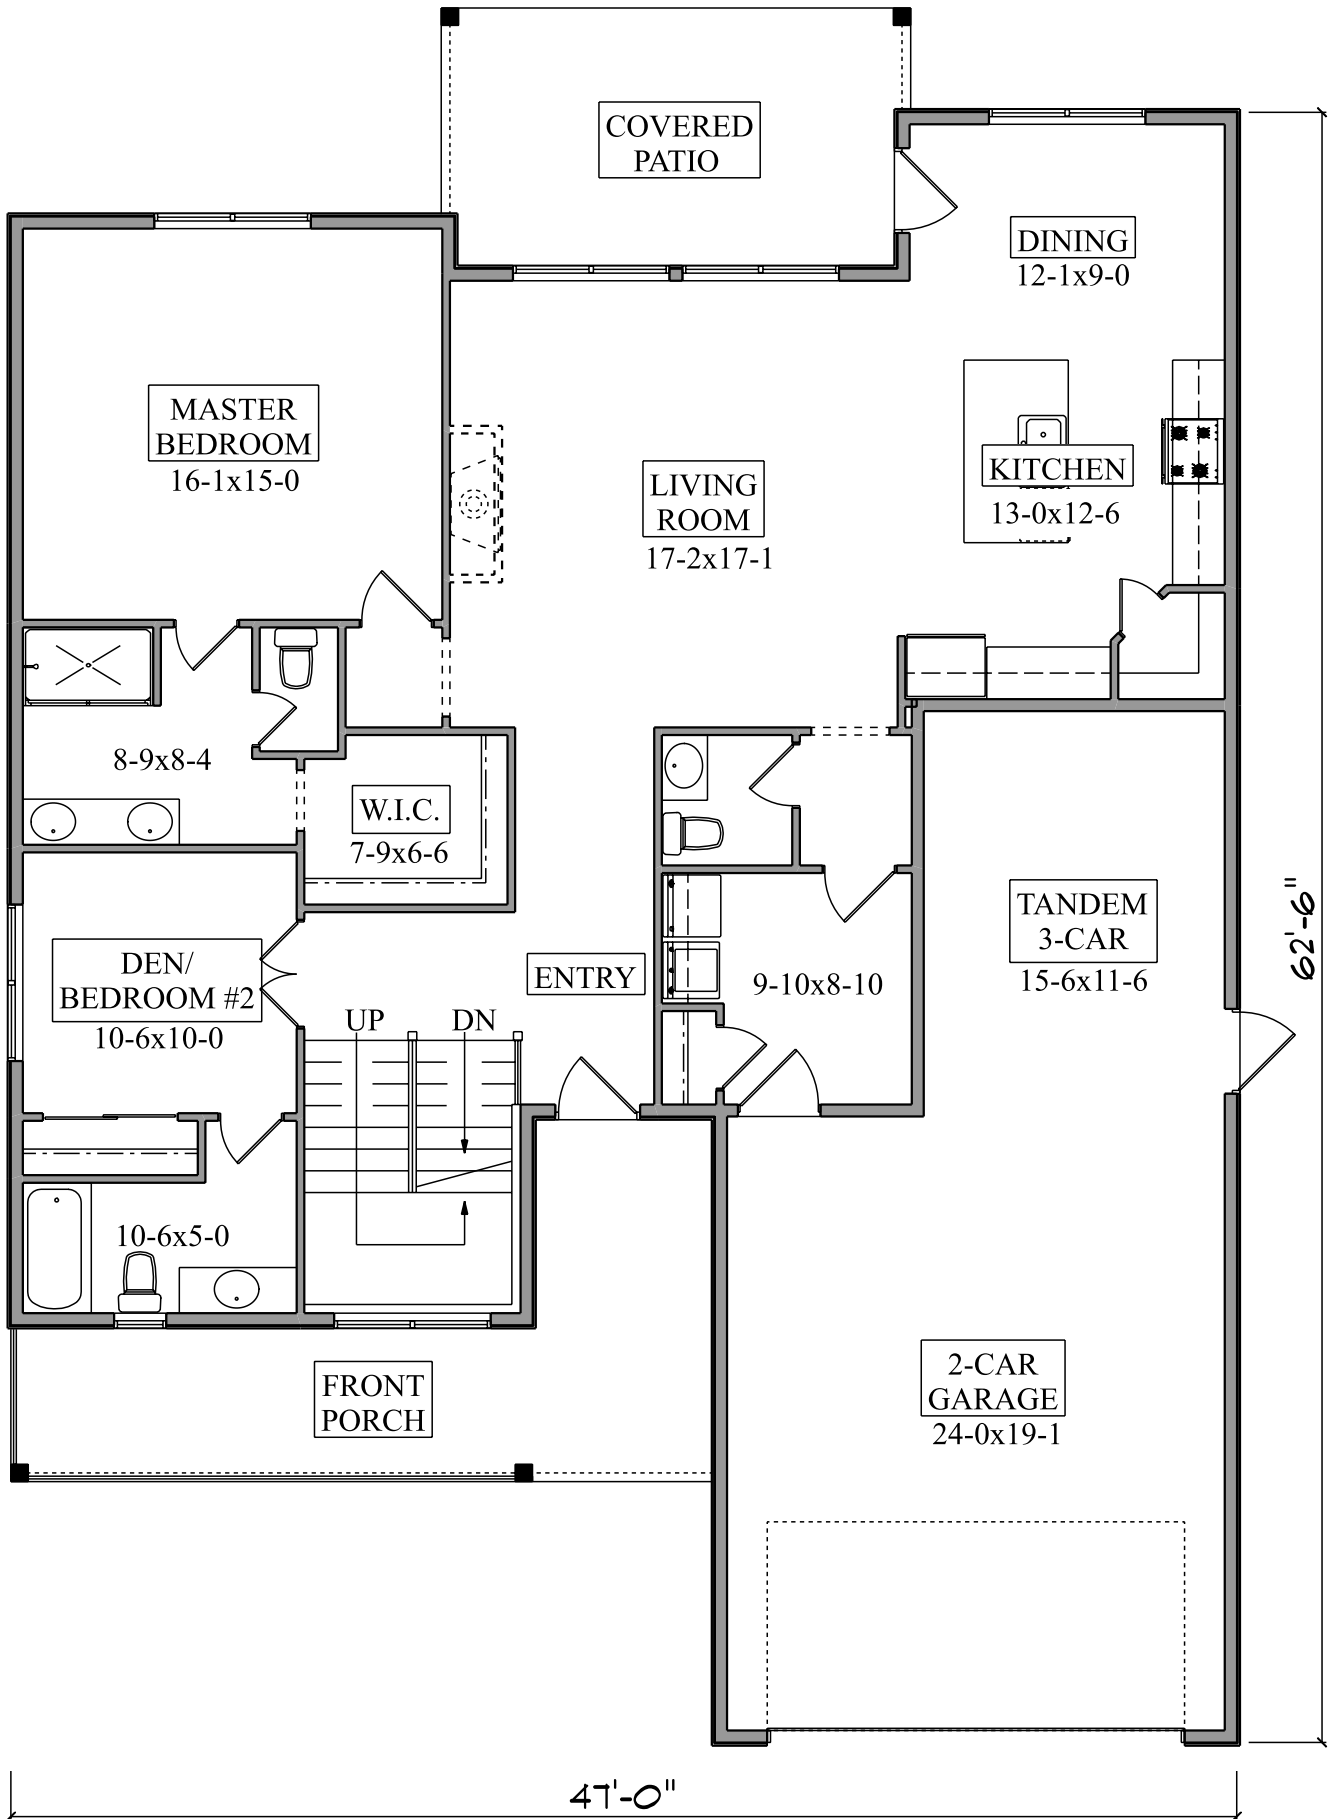 COVERED
PATIO
DINING
12-1x9-0
MASTER
BEDROOM
16-1x15-0
LIVING
ROOM
17-2x17-1
KITCHEN
13-0x12-6
8-9x8-4
W.I.C.
7-9x6-6
DEN/
BEDROOM #2
10-6x10-0
ENTRY
UP
DN
9-10x8-10
TANDEM
3-CAR
15-6x11-6
62'-6"
10-6x5-0
FRONT
PORCH
2-CAR
GARAGE
24-0x19-1
47'-0"